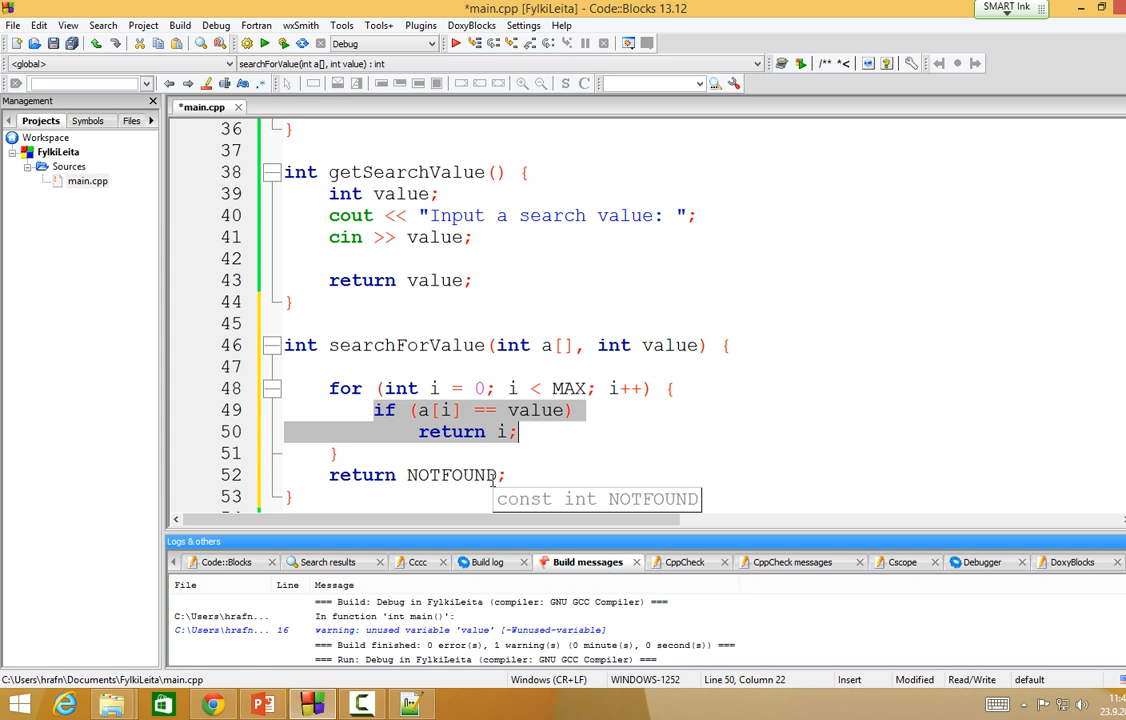 *main.cpp [FylkiLeita] - Code::Blocks 13.12
SMART Ink
File Edit View Search Project Build Debug Fortran wxSmith Tools Tools+ Plugins DoxyBlocks Settings Help
Debug
<global> searchForValue(int a[], int value) : int
/** *<
S C
Management
*main.cpp
Projects Symbols Files
Workspace
FylkiLeita
Sources
main.cpp
36 }
37
38 int getSearchValue() {
39 int value;
40 cout << "Input a search value: ";
41 cin >> value;
42
43 return value;
44 }
45
46 int searchForValue(int a[], int value) {
47
48 for (int i = 0; i < MAX; i++) {
49 if (a[i] == value)
50 return i;
51 }
52 return NOTFOUND;
const int NOTFOUND
53 }
Logs & others
Code::Blocks Search results Cccc Build log Build messages CppCheck CppCheck messages Cscope Debugger DoxyBlocks
File Line Message
=== Build: Debug in FylkiLeita (compiler: GNU GCC Compiler) ===
C:\Users\hrafn... In function 'int main()':
C:\Users\hrafn... 16 warning: unused variable 'value' [-Wunused-variable]
=== Build finished: 0 error(s), 1 warning(s) (0 minute(s), 0 second(s)) ===
=== Run: Debug in FylkiLeita (compiler: GNU GCC Compiler) ===
C:\Users\hrafn\Documents\FylkiLeita\main.cpp Windows (CR+LF) WINDOWS-1252 Line 50, Column 22 Insert Modified Read/Write default